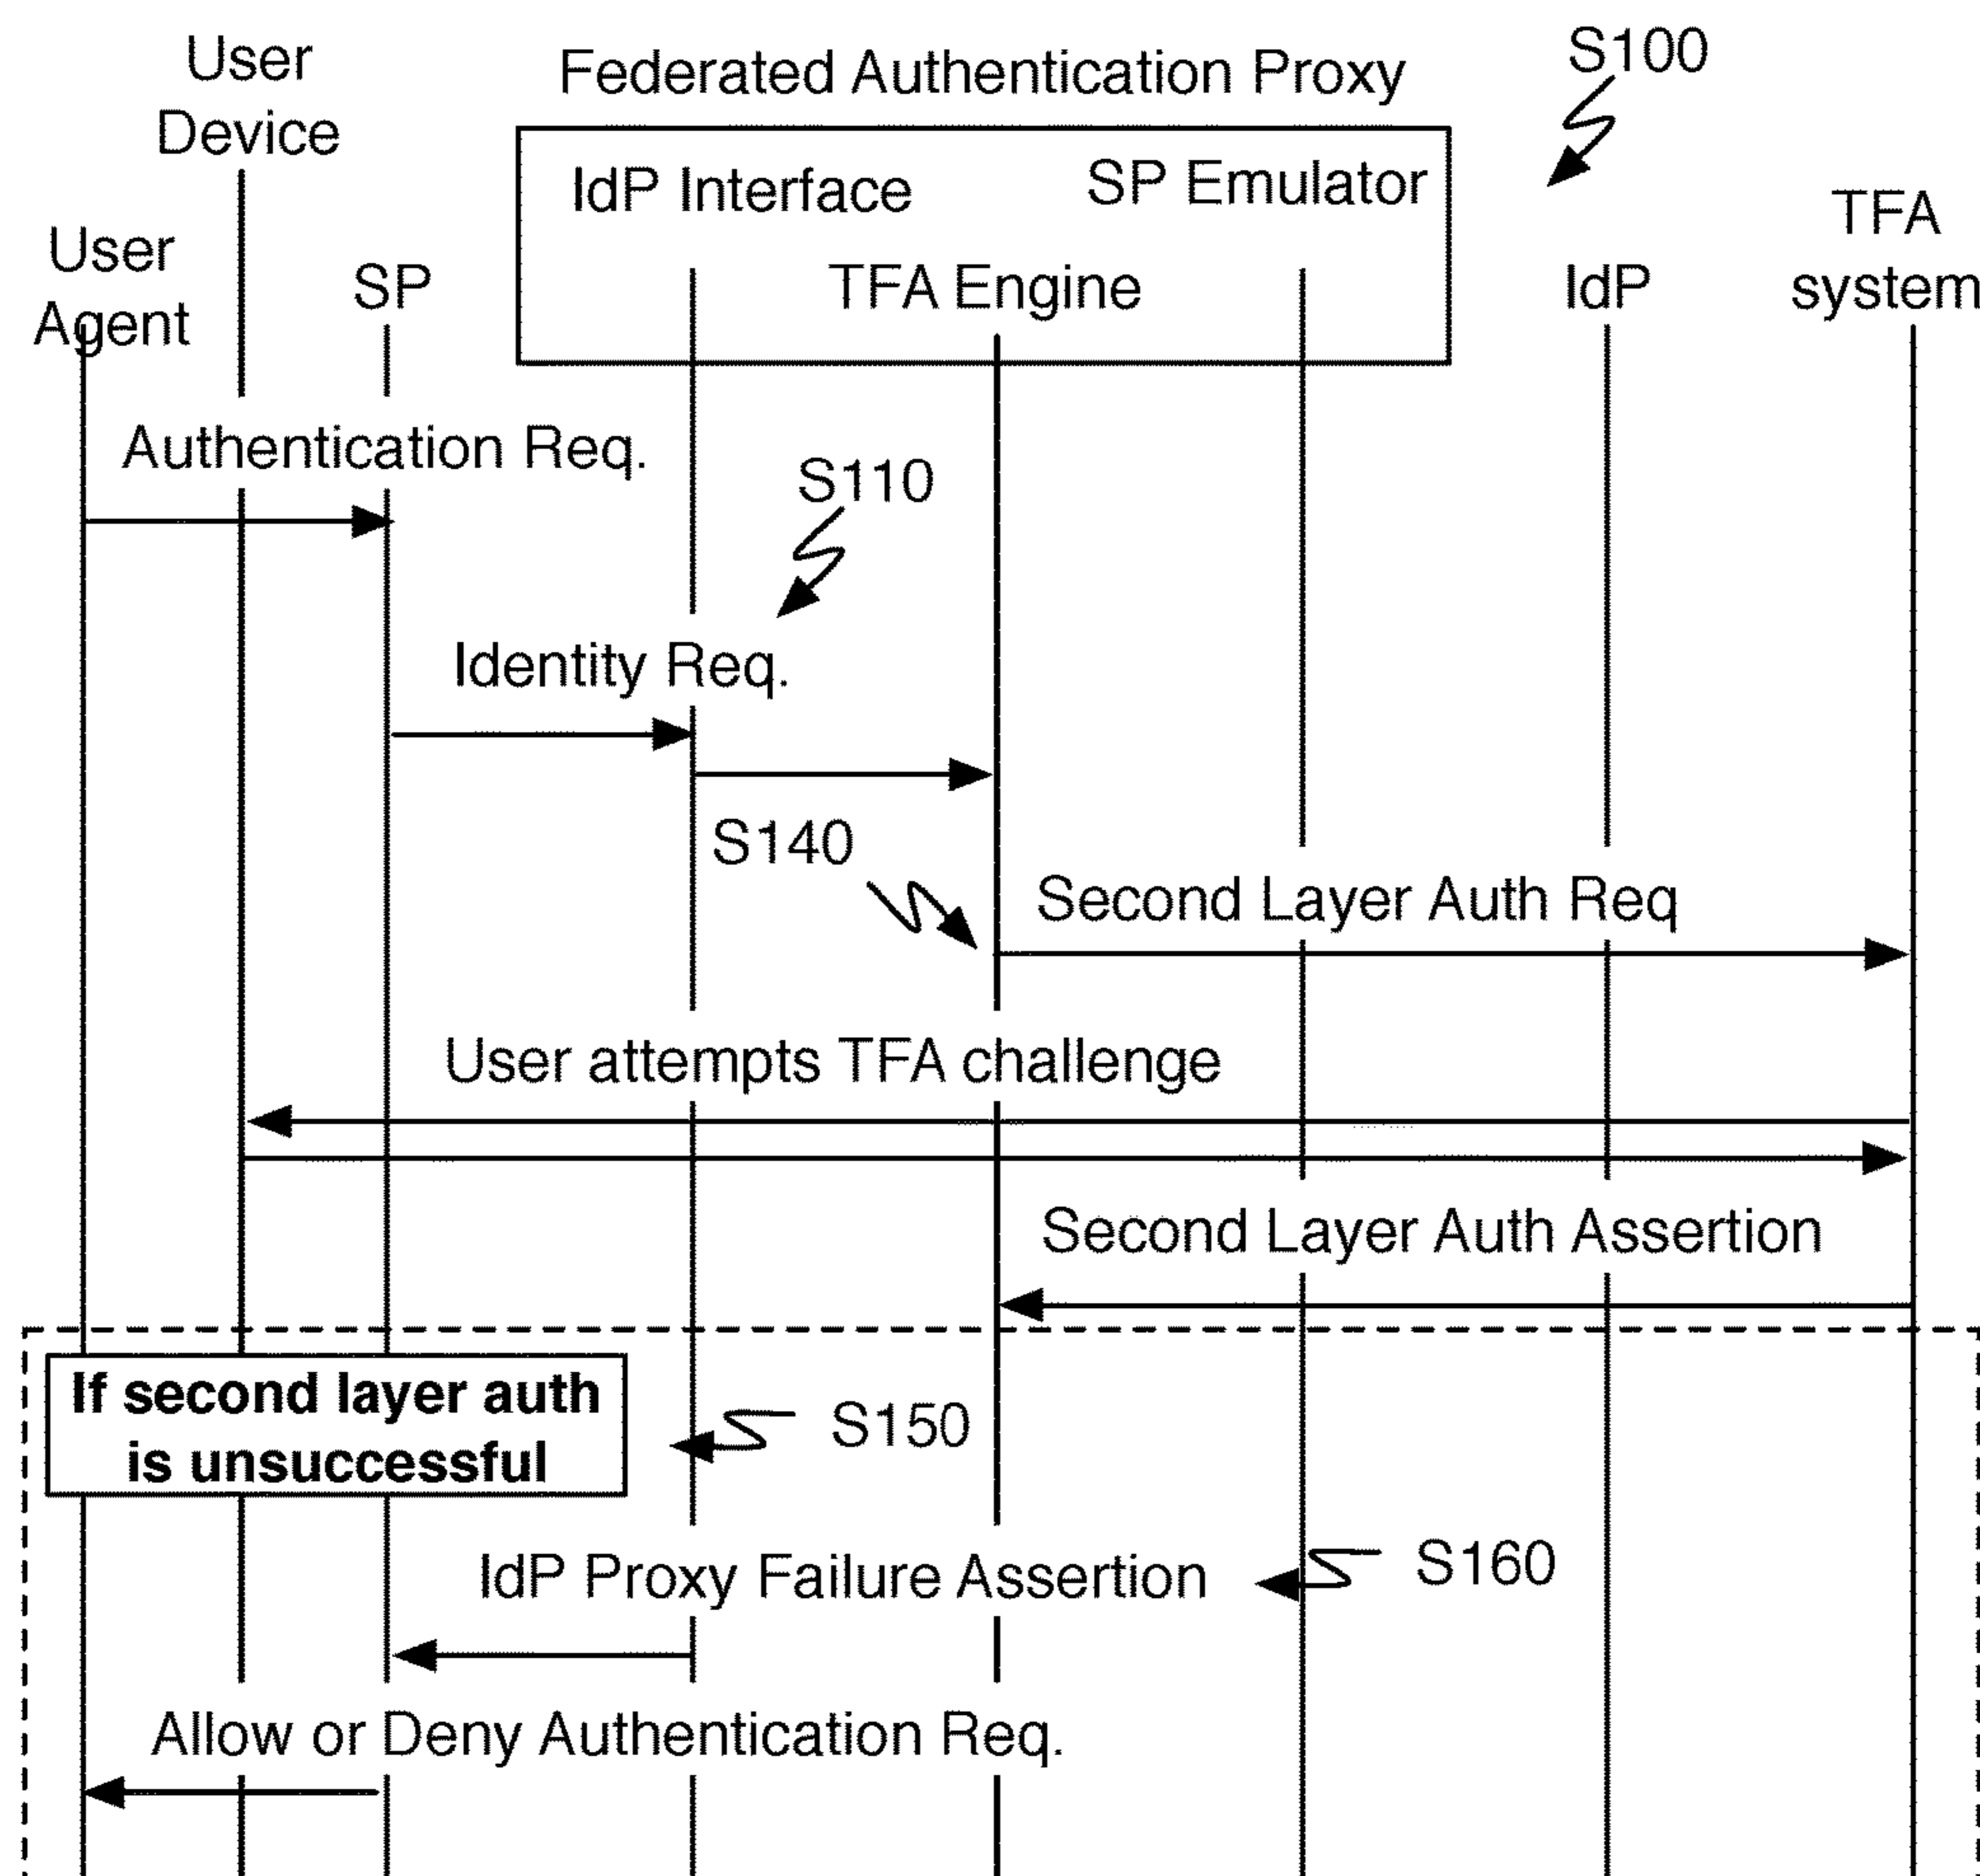 User
Device
Federated Authentication Proxy
S100
IdP Interface
SP Emulator
TFA
system
User
Agent
SP
TFA Engine
IdP
Authentication Req.
S110
Identity Req.
S140
Second Layer Auth Req
User attempts TFA challenge
Second Layer Auth Assertion
If second layer auth
is unsuccessful
S150
IdP Proxy Failure Assertion
S160
Allow or Deny Authentication Req.